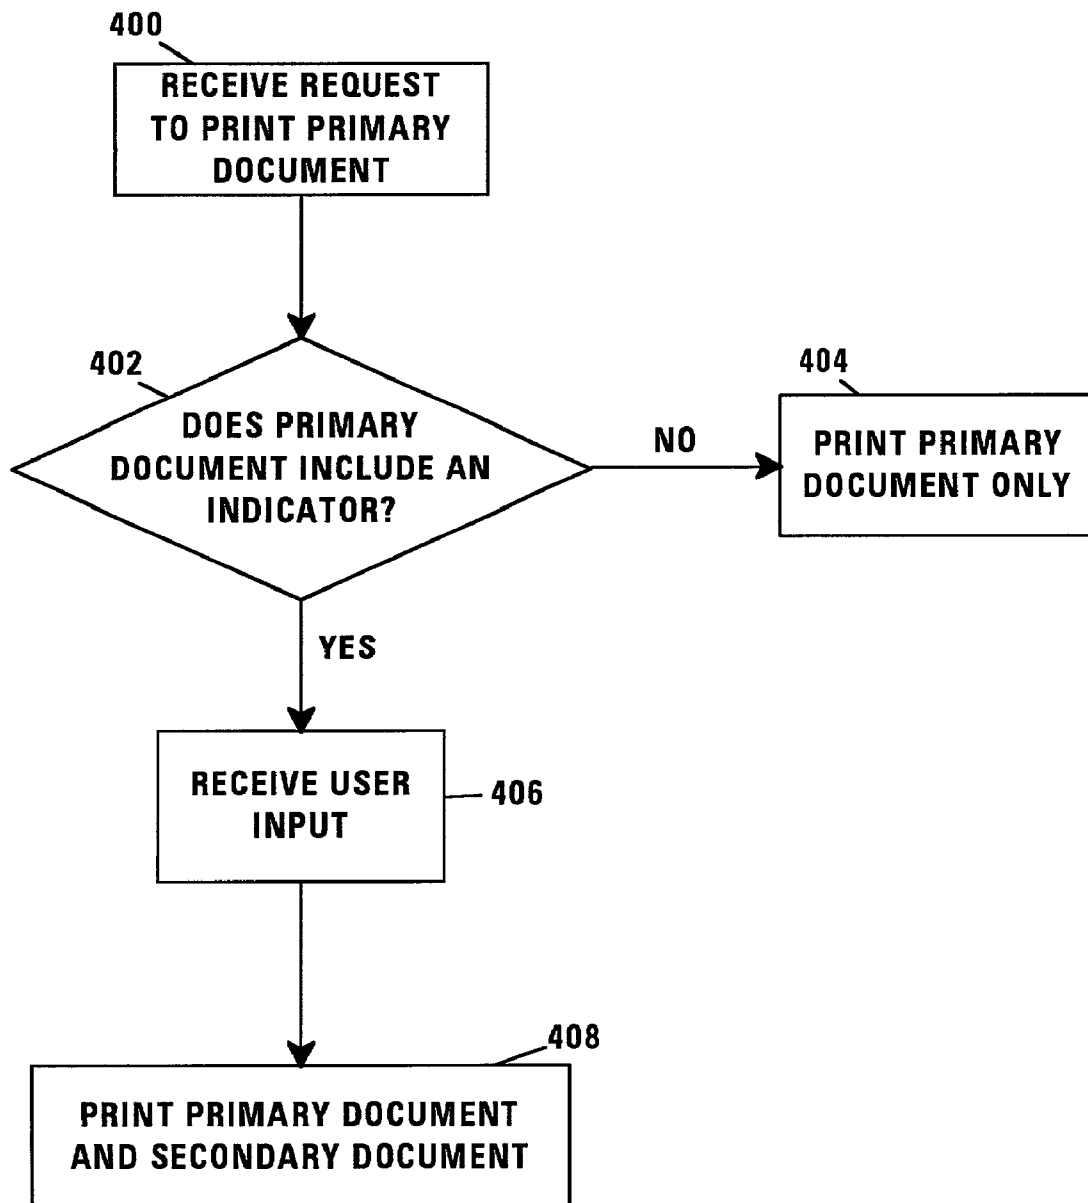 400
RECEIVE REQUEST
TO PRINT PRIMARY
DOCUMENT
402
DOES PRIMARY
DOCUMENT INCLUDE AN
INDICATOR?
NO
404
PRINT PRIMARY
DOCUMENT ONLY
YES
RECEIVE USER
INPUT
406
408
PRINT PRIMARY DOCUMENT
AND SECONDARY DOCUMENT